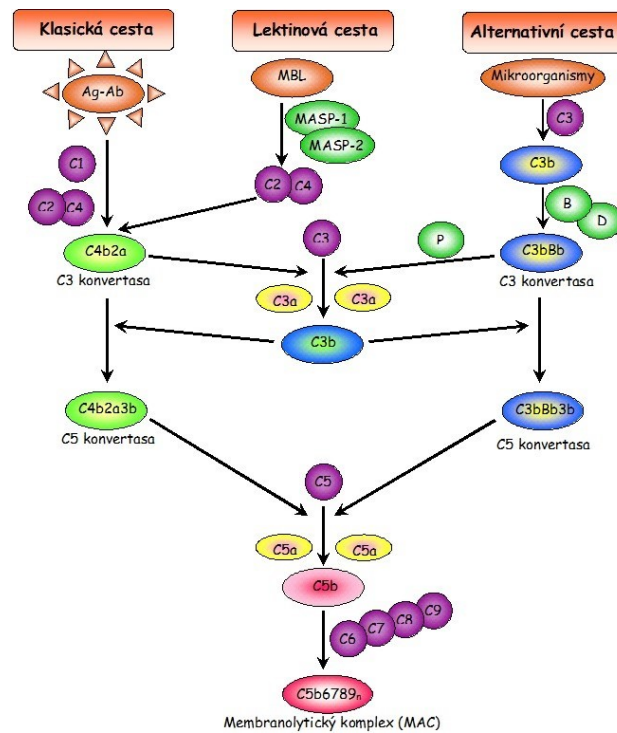 Klasická cesta
Lektinová cesta
Alternativní cesta
Ag-Ab
MBL
Mikroorganismy
MASP-1
MASP-2
C3
C1
C3b
C2
C4
C2
C4
B
D
C4b2a
C3 konvertasa
C3
P
C3bBb
C3 konvertasa
C3a
C3a
C3b
C4b2a3b
C5 konvertasa
C3bBb3b
C5 konvertasa
C5
C5a
C5a
C5b
C6
C7
C8
C9
C5b6789n
Membranolytický komplex (MAC)